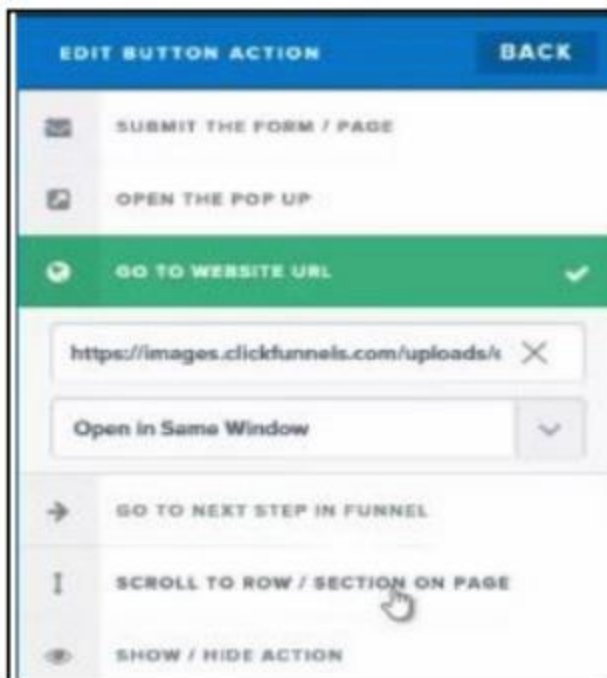 EDIT BUTTON ACTION BACK
SUBMIT THE FORM / PAGE
OPEN THE POP UP
GO TO WEBSITE URL
https://images.clickfunnels.com/uploads/
Open in Same Window
GO TO NEXT STEP IN FUNNEL
SCROLL TO ROW / SECTION ON PAGE
SHOW / HIDE ACTION